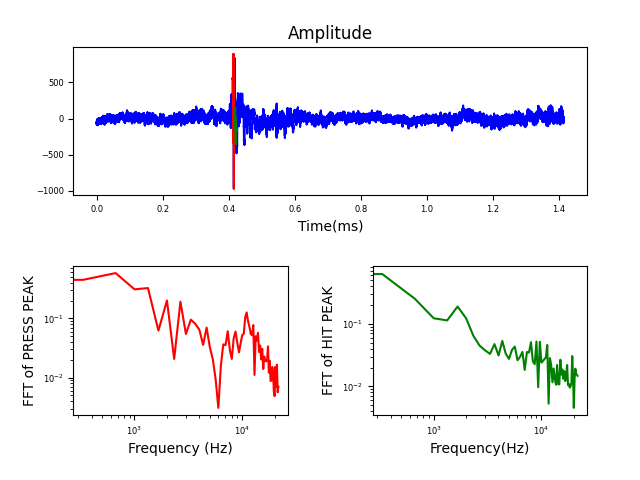 Amplitude
500
0
−500
−1000
0.0 0.2 0.4 0.6 0.8 1.0 1.2 1.4
Time(ms)
FFT of PRESS PEAK
10⁻¹
10⁻²
10³ 10⁴
Frequency (Hz)
FFT of HIT PEAK
10⁻¹
10⁻²
10³ 10⁴
Frequency(Hz)